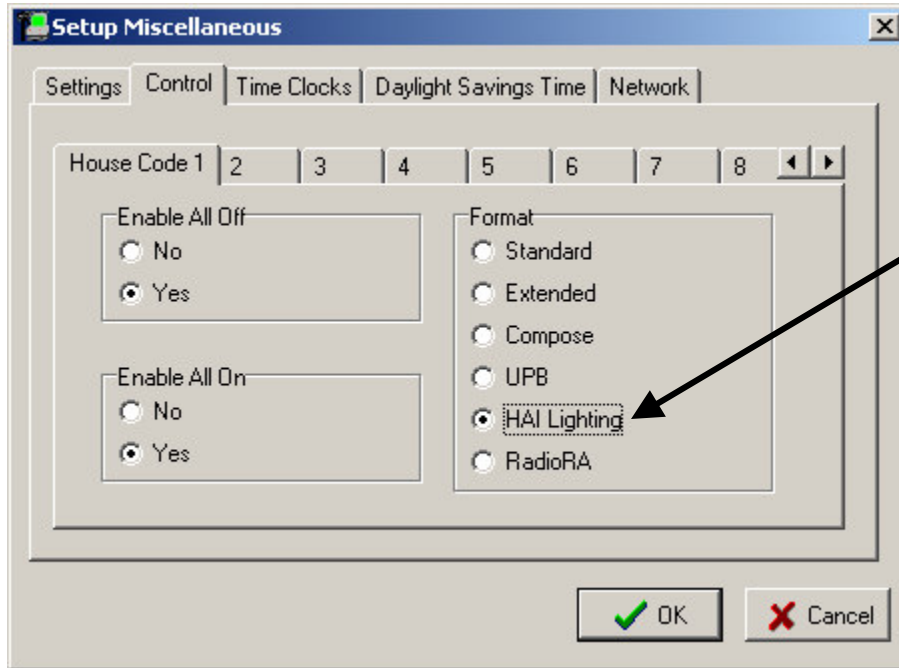 Setup Miscellaneous
Settings Control Time Clocks Daylight Savings Time Network
House Code 1 2 3 4 5 6 7 8
Enable All Off
No
Yes
Enable All On
No
Yes
Format
Standard
Extended
Compose
UPB
HAI Lighting
RadioRA
OK Cancel